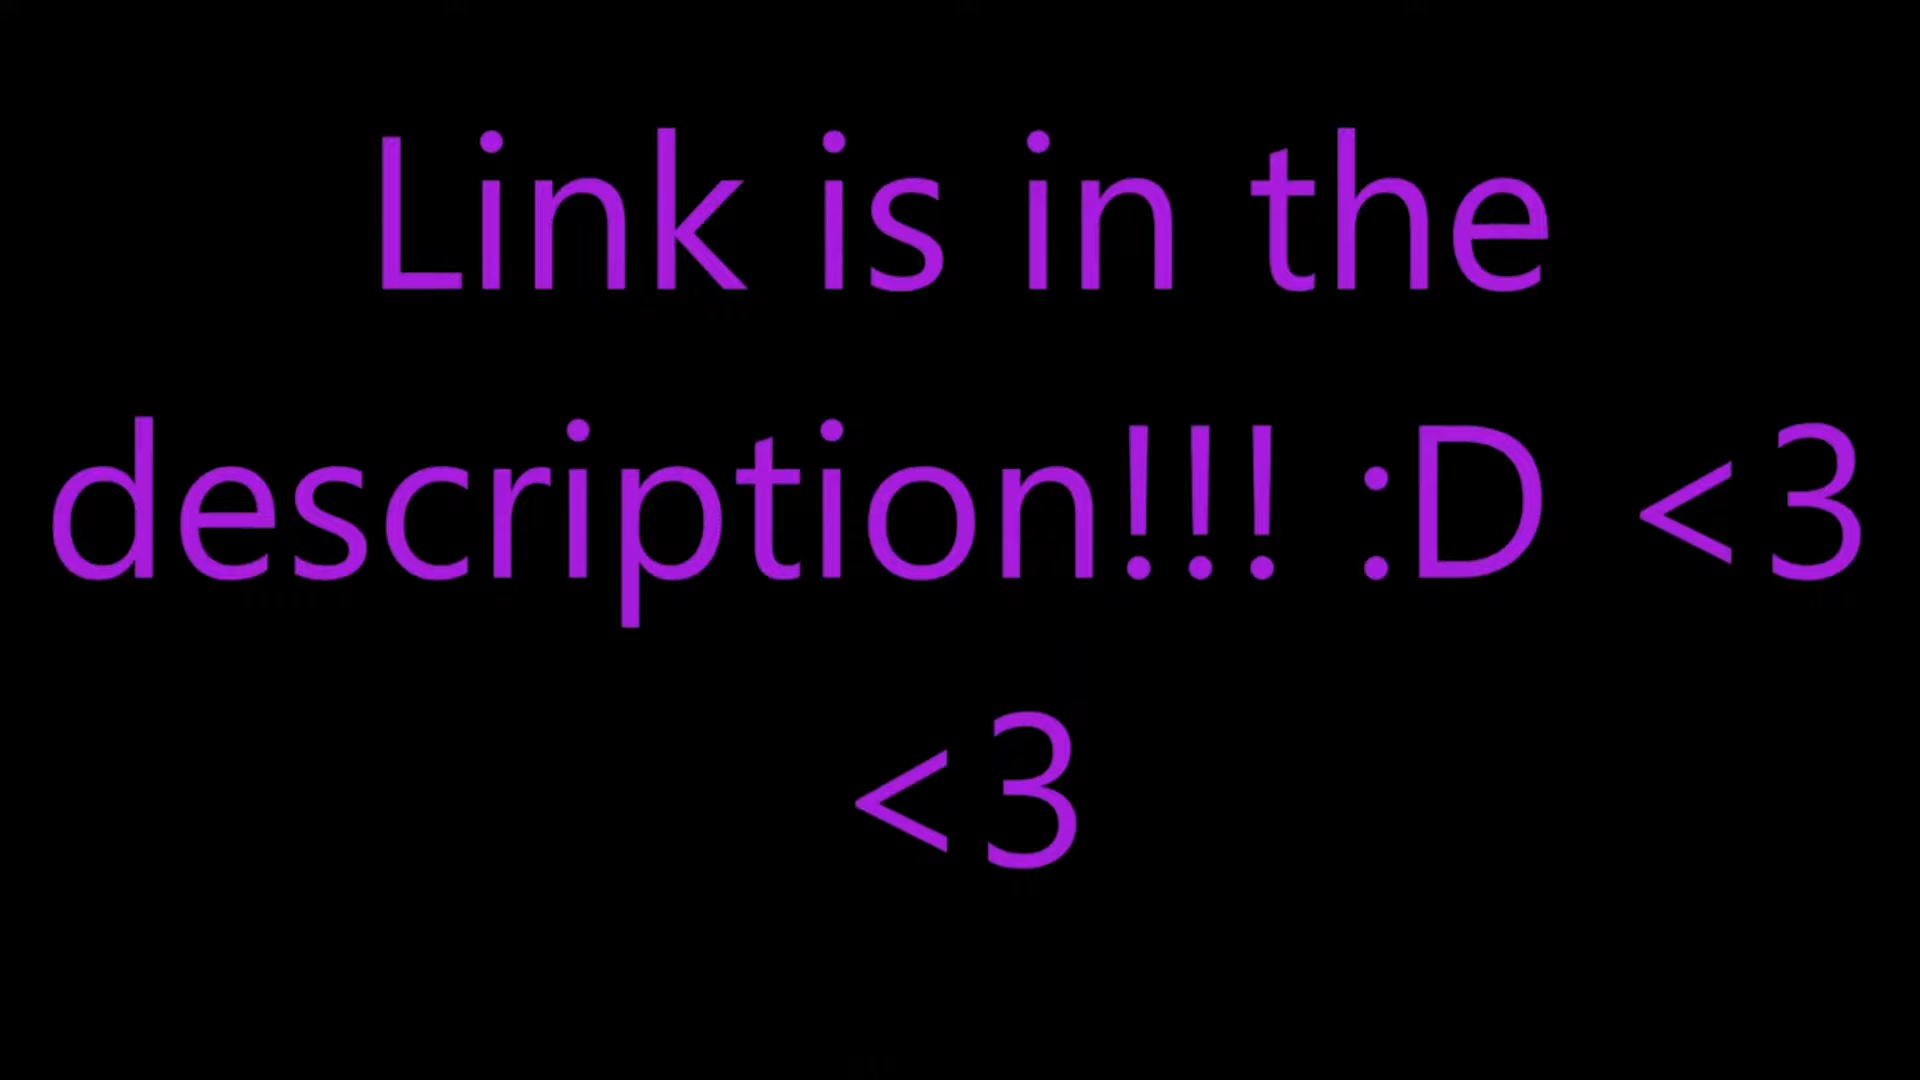 Link is in the
description!!! :D <3
<3